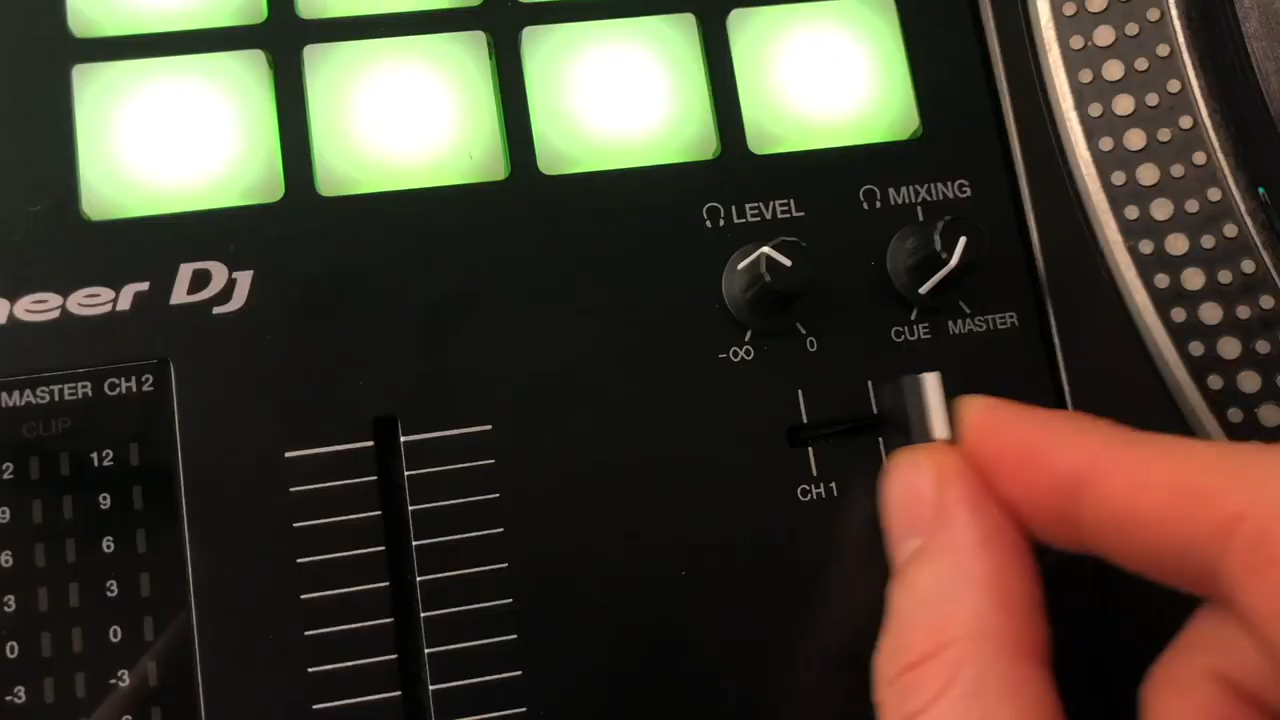 LEVEL
MIXING
neer DJ
-∞ 0
CUE MASTER
MASTER CH 2
CLIP
2 12
9 9
6 6
3 3
0 0
-3 -3
CH 1